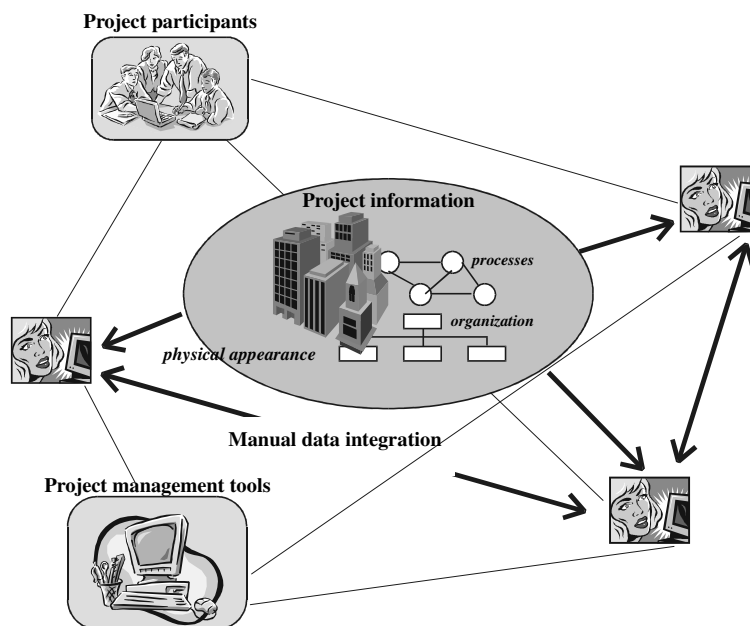 Project participants
Project information
processes
organization
physical appearance
Manual data integration
Project management tools